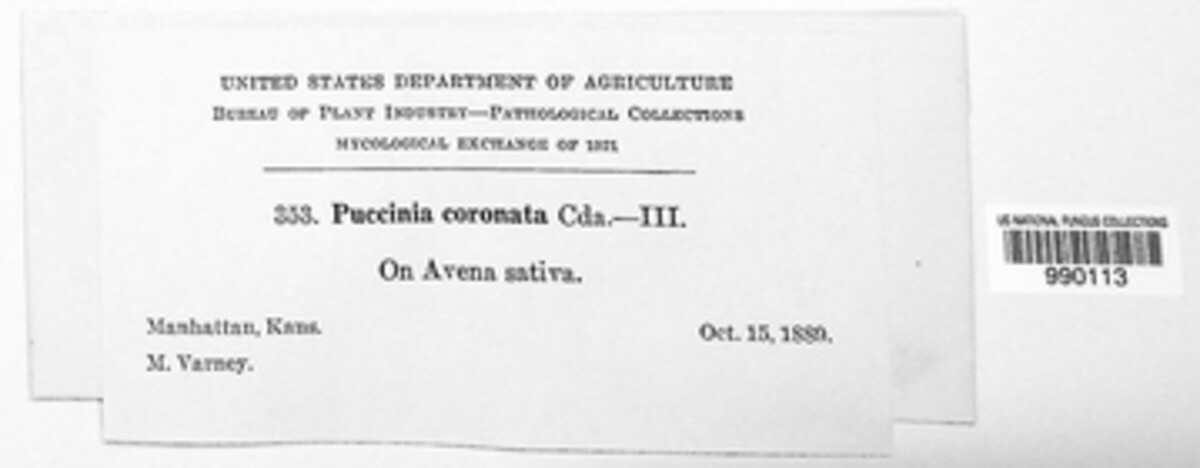 UNITED STATES DEPARTMENT OF AGRICULTURE
BUREAU OF PLANT INDUSTRY—PATHOLOGICAL COLLECTIONS
MYCOLOGICAL EXCHANGE OF
353. Puccinia coronata Cda.—III.
On Avena sativa.
Manhattan, Kans.
Oct. 15, 1889.
M. Varney.
US NATIONAL FUNGUS COLLECTIONS
990113